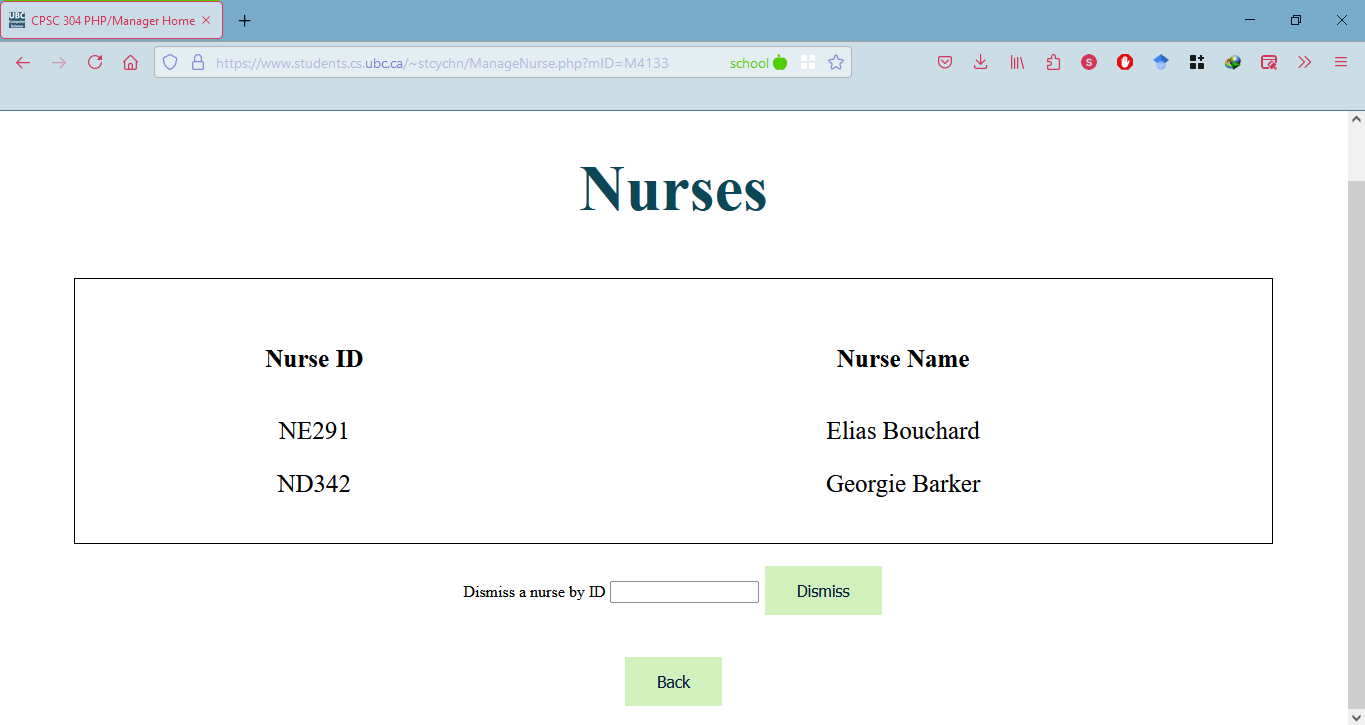 CPSC 304 PHP/Manager Home
https://www.students.cs.ubc.ca/~stcychn/ManageNurse.php?mID=M4133 school
Nurses
Nurse ID Nurse Name
NE291 Elias Bouchard
ND342 Georgie Barker
Dismiss a nurse by ID Dismiss
Back